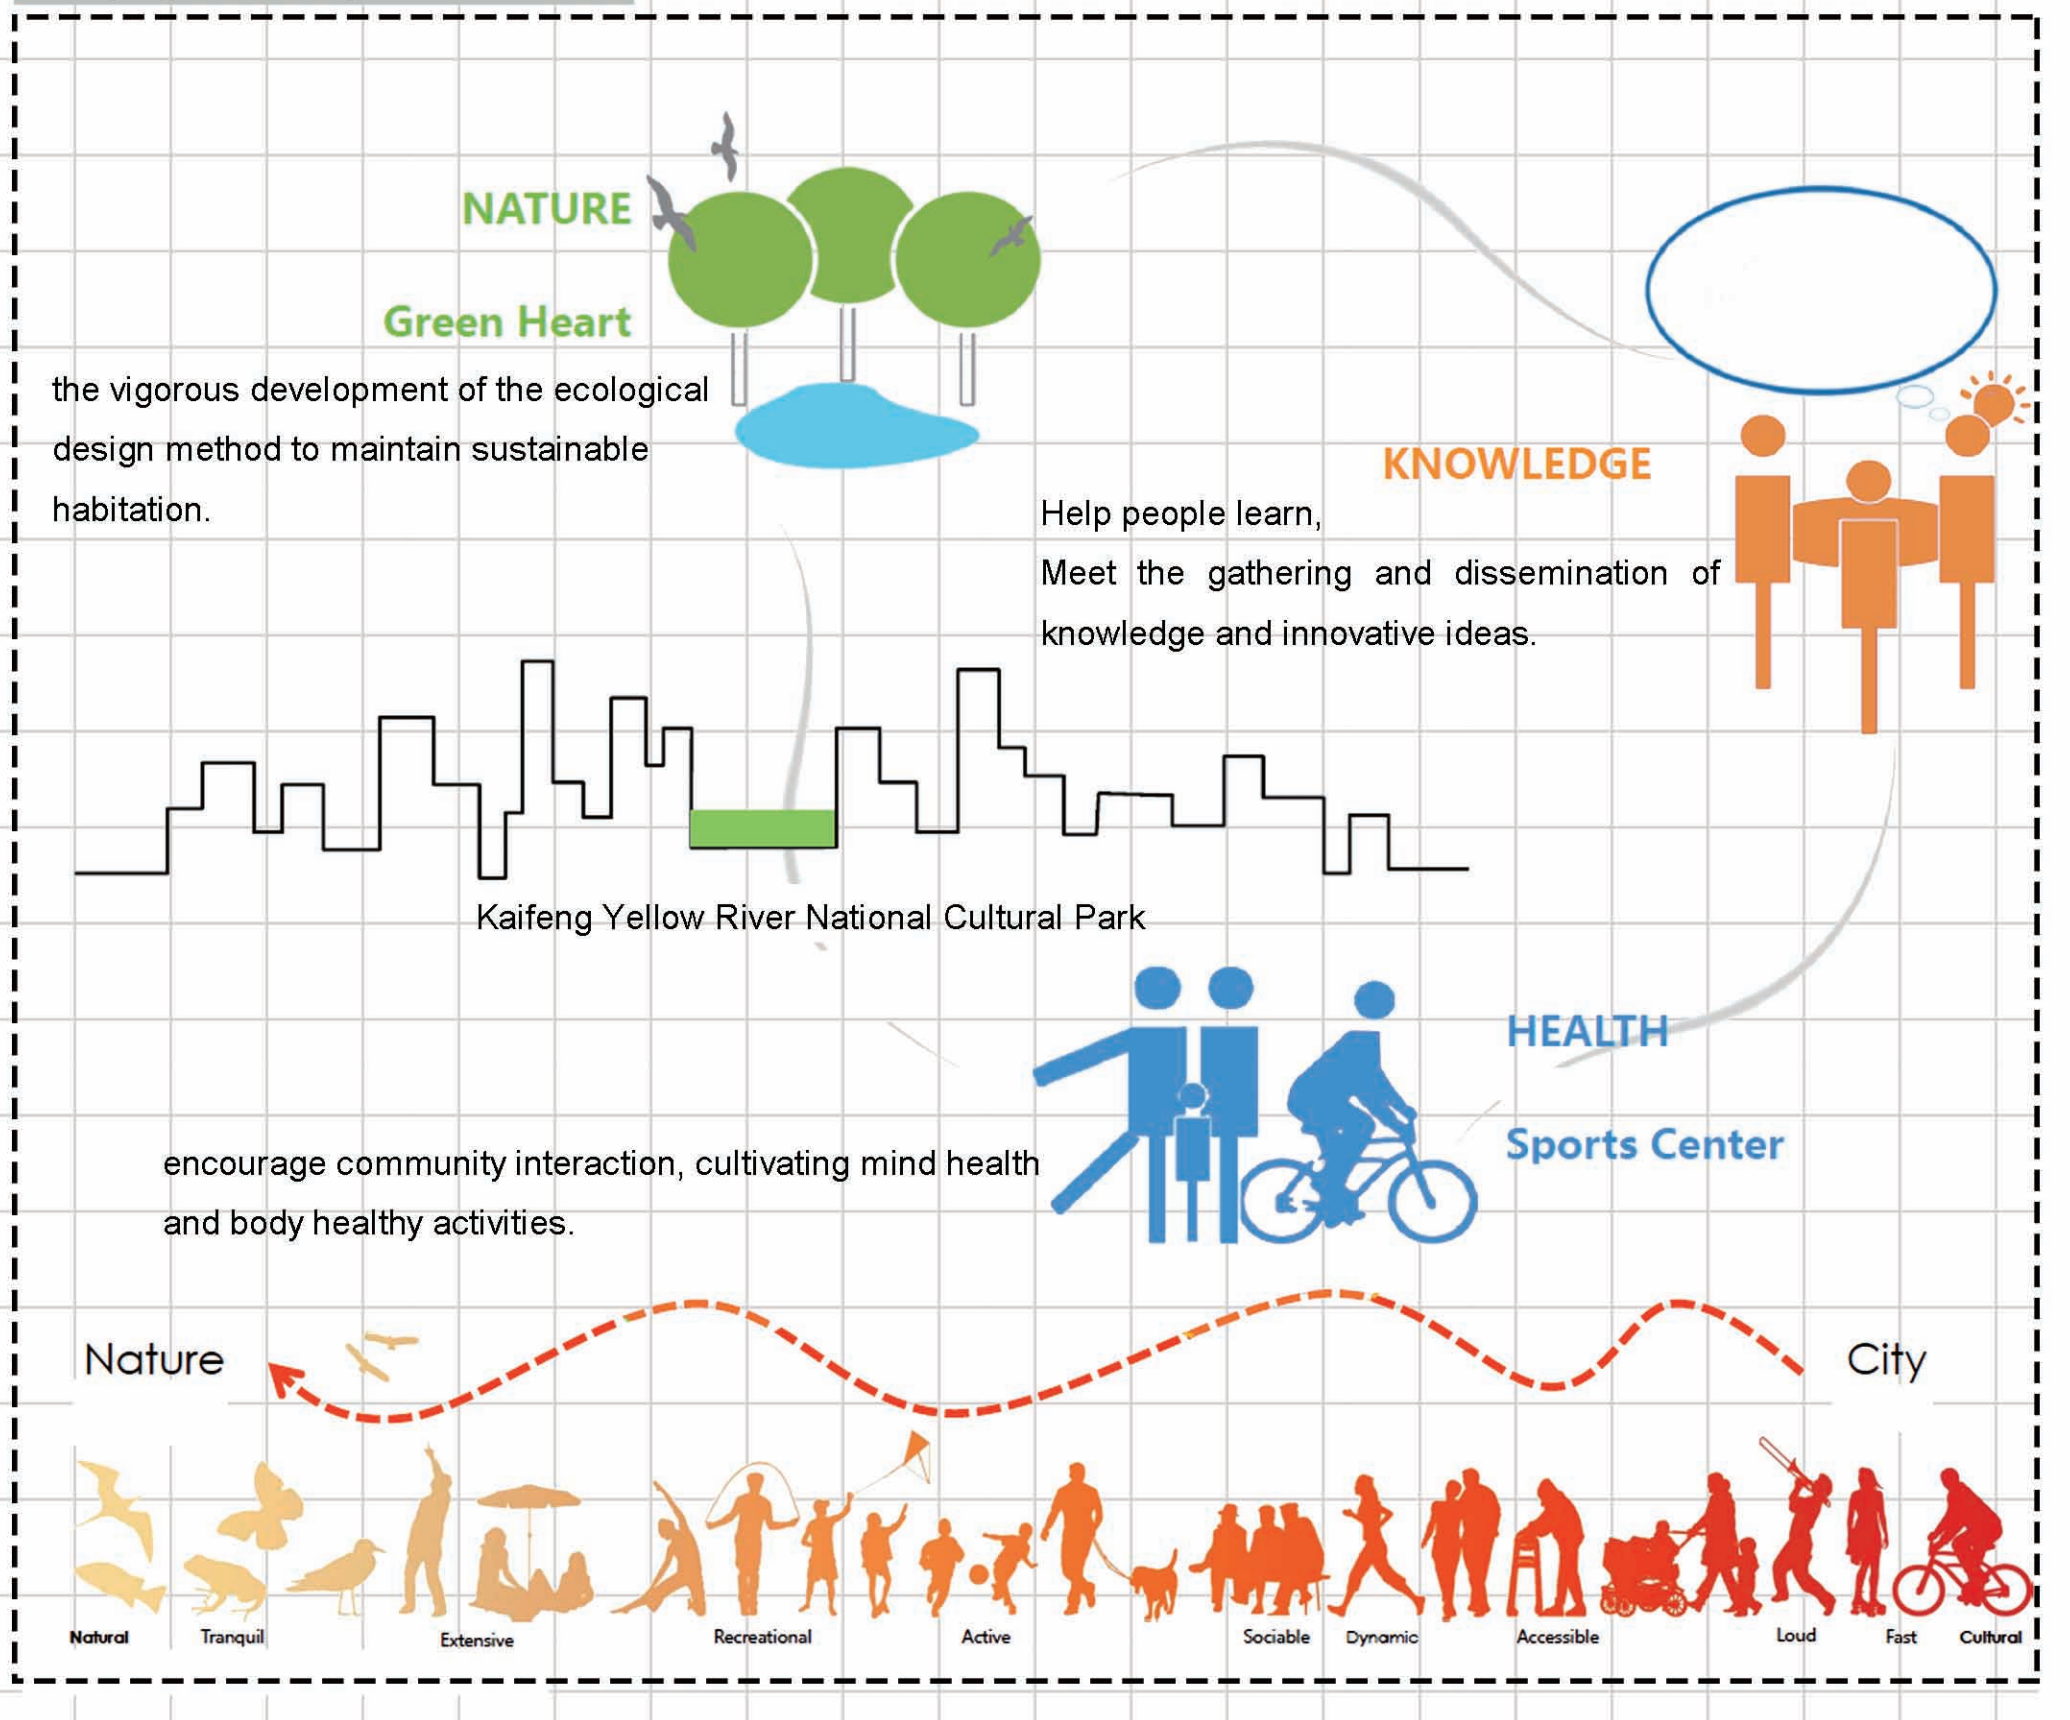 NATURE
Green Heart
the vigorous development of the ecological
design method to maintain sustainable
habitation.
KNOWLEDGE
Help people learn,
Meet the gathering and dissemination of
knowledge and innovative ideas.
Kaifeng Yellow River National Cultural Park
HEALTH
Sports Center
encourage community interaction, cultivating mind health
and body healthy activities.
Nature
City
Natural
Tranquil
Extensive
Recreational
Active
Sociable
Dynamic
Accessible
Loud
Fast
Cultural